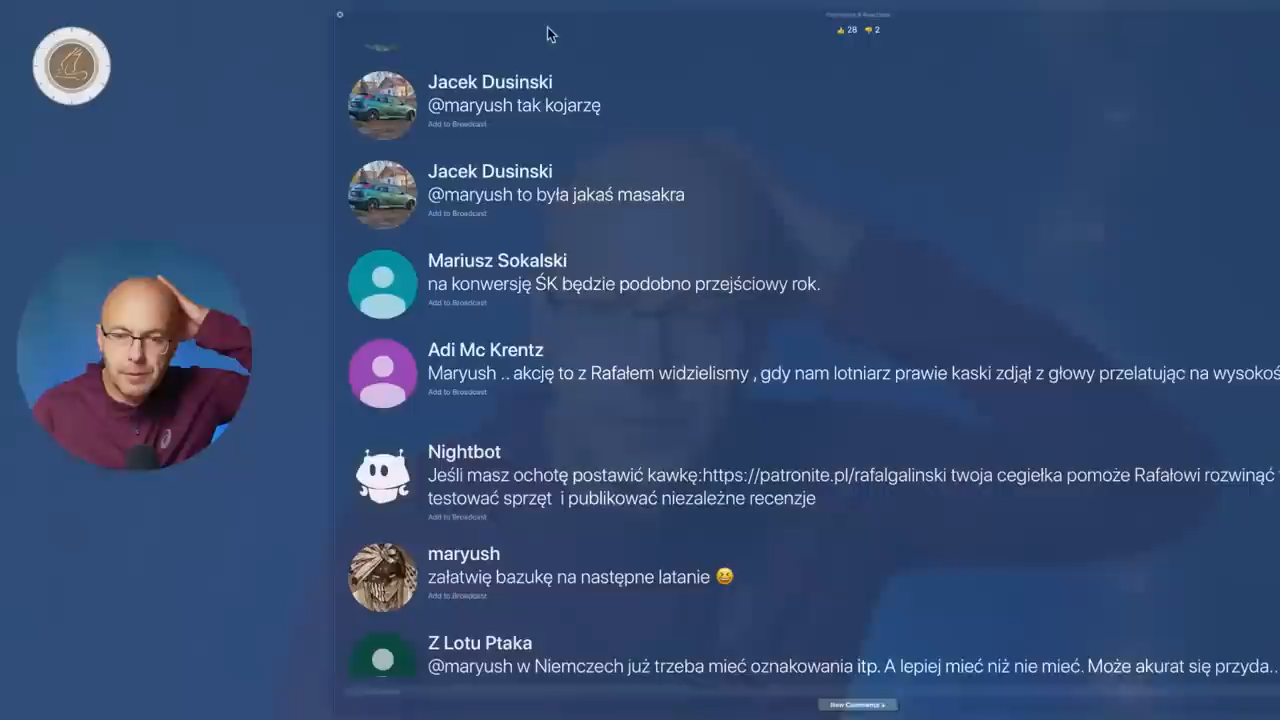 👍 28 👎 2
Jacek Dusinski
@maryush tak kojarzę
Add to Broadcast
Jacek Dusinski
@maryush to była jakaś masakra
Add to Broadcast
Mariusz Sokalski
na konwersję ŚK będzie podobno przejściowy rok.
Add to Broadcast
Adi Mc Krentz
Maryush .. akcję to z Rafałem widzielismy , gdy nam lotniarz prawie kaski zdjął z głowy przelatując na wysokoś
Add to Broadcast
Nightbot
Jeśli masz ochotę postawić kawkę:https://patronite.pl/rafalgalinski twoja cegiełka pomoże Rafałowi rozwinąć
testować sprzęt i publikować niezależne recenzje
Add to Broadcast
maryush
załatwię bazukę na następne latanie 😆
Add to Broadcast
Z Lotu Ptaka
@maryush w Niemczech już trzeba mieć oznakowania itp. A lepiej mieć niż nie mieć. Może akurat się przyda..
New Comments